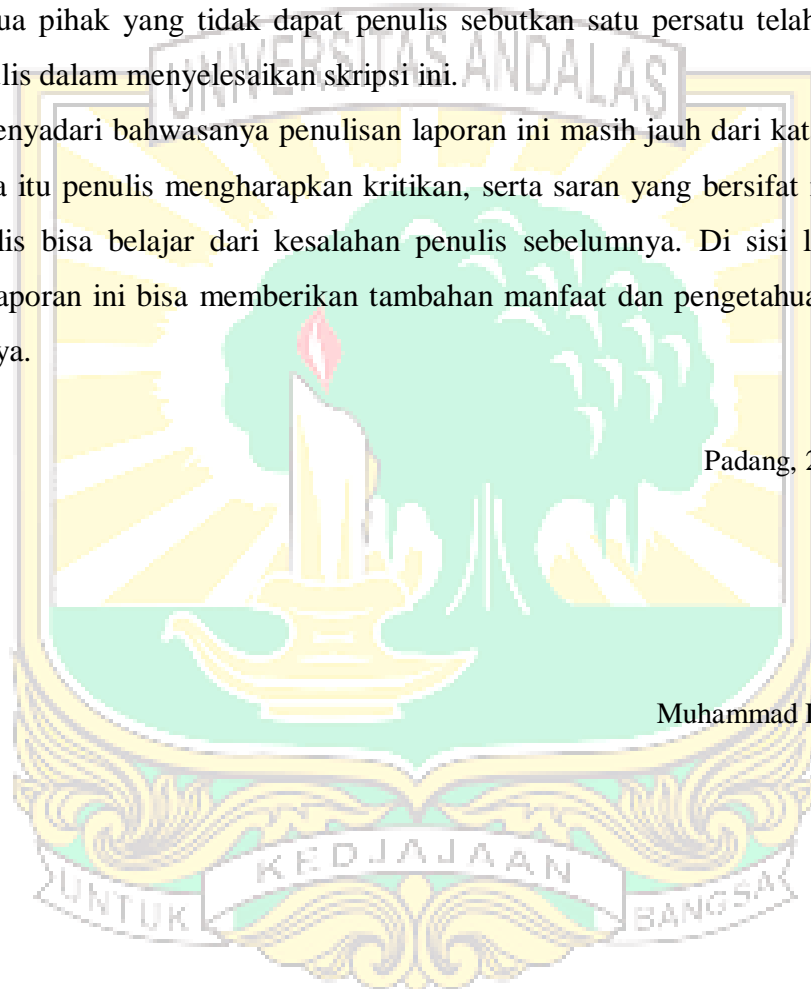 ua pihak yang tidak dapat penulis sebutkan satu persatu telah
UNIVERSITAS ANDALAS
lis dalam menyelesaikan skripsi ini.
enyadari bahwasanya penulisan laporan ini masih jauh dari kat
a itu penulis mengharapkan kritikan, serta saran yang bersifat
lis bisa belajar dari kesalahan penulis sebelumnya. Di sisi l
aporan ini bisa memberikan tambahan manfaat dan pengetahua
ya.
Padang, 2
Muhammad
UNTUK KEDJAJAAN BANGSA